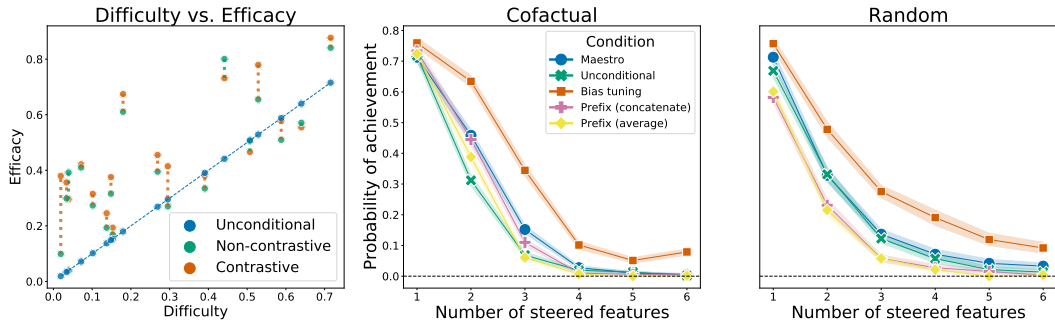 Difficulty vs. Efficacy
Efficacy
0.8
0.6
0.4
0.2
0.0
0.0 0.1 0.2 0.3 0.4 0.5 0.6 0.7
Difficulty
Unconditional
Non-contrastive
Contrastive
Cofactual
Probability of achievement
0.8
0.7
0.6
0.5
0.4
0.3
0.2
0.1
0.0
1 2 3 4 5 6
Number of steered features
Condition
Maestro
Unconditional
Bias tuning
Prefix (concatenate)
Prefix (average)
Random
1 2 3 4 5 6
Number of steered features